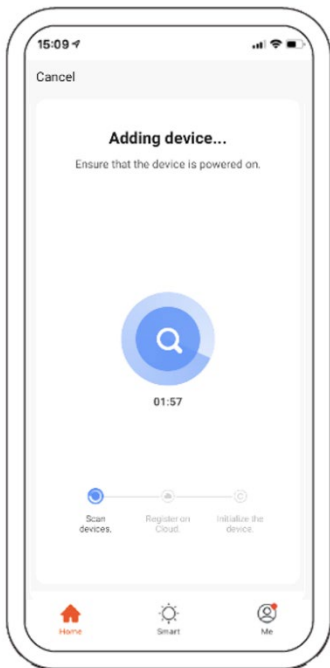 15:09
Cancel
Adding device...
Ensure that the device is powered on.
01:57
Scan
devices.
Register on
Cloud.
Initialize the
device.
Home
Smart
Me